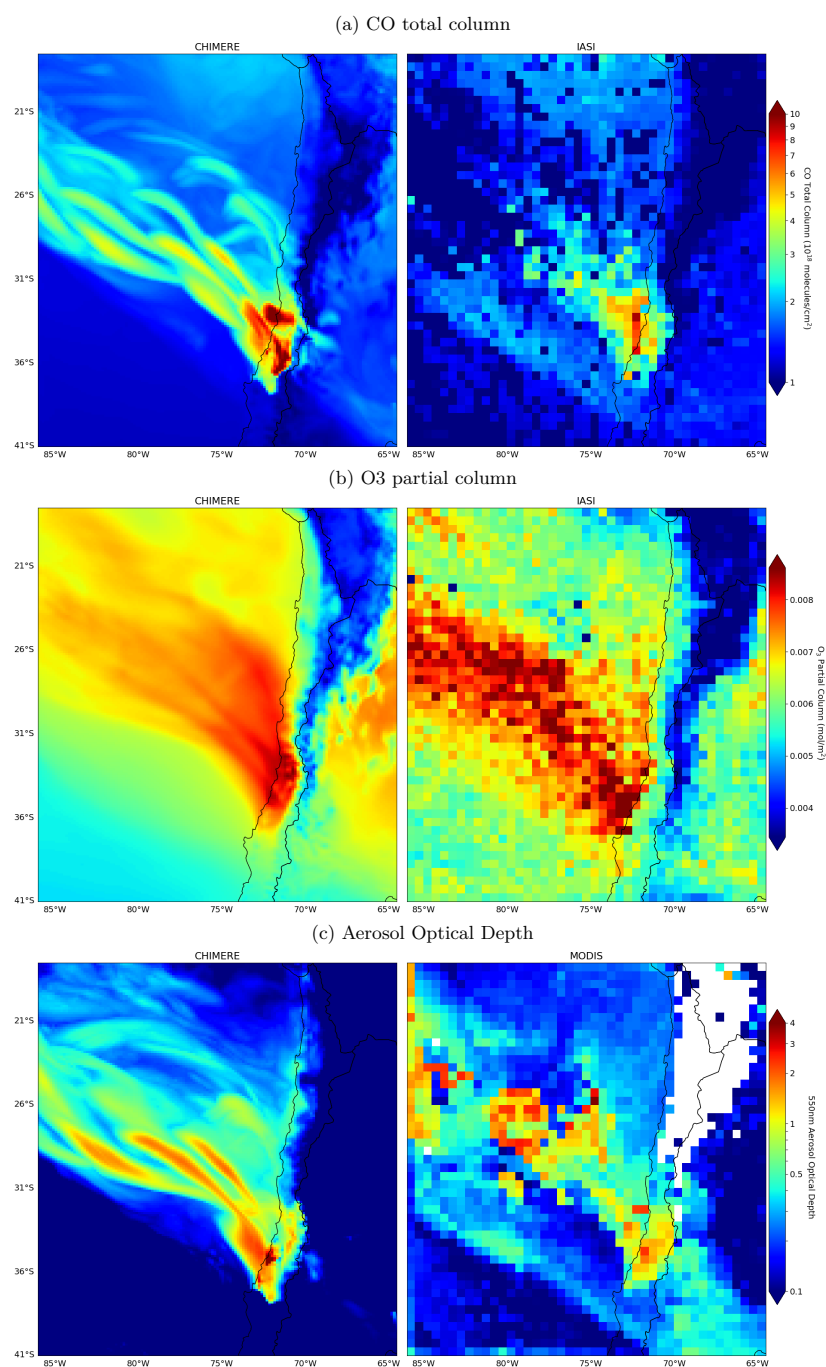 (a) CO total column
CHIMERE
IASI
21°S
26°S
31°S
36°S
41°S
85°W 80°W 75°W 70°W 65°W
85°W 80°W 75°W 70°W 65°W
10
9
8
7
6
5
4
3
2
1
CO Total Column (10¹⁸ molecules/cm²)
(b) O3 partial column
CHIMERE
IASI
21°S
26°S
31°S
36°S
41°S
85°W 80°W 75°W 70°W 65°W
85°W 80°W 75°W 70°W 65°W
0.008
0.007
0.006
0.005
0.004
O₃ Partial Column (mol/m²)
(c) Aerosol Optical Depth
CHIMERE
MODIS
21°S
26°S
31°S
36°S
41°S
85°W 80°W 75°W 70°W 65°W
85°W 80°W 75°W 70°W 65°W
4
3
2
1
0.5
0.1
550nm Aerosol Optical Depth